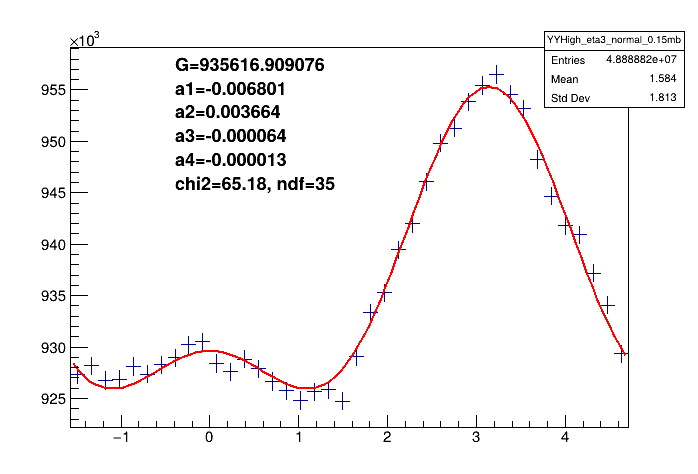 ×10³
YYHigh_eta3_normal_0.15mb
Entries 4.888882e+07
Mean 1.584
Std Dev 1.813
G=935616.909076
a1=-0.006801
a2=0.003664
a3=-0.000064
a4=-0.000013
chi2=65.18, ndf=35
955
950
945
940
935
930
925
−1 0 1 2 3 4